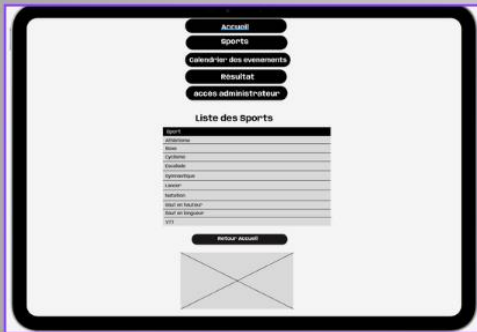 Accueil
Sports
Calendrier des evenements
Résultat
accès administrateur
Liste des Sports
Sport
Athlétisme
Boxe
Cyclisme
Escalade
Gymnastique
Lancer
Natation
Saut en hauteur
Saut en longueur
VTT
Retour Accueil